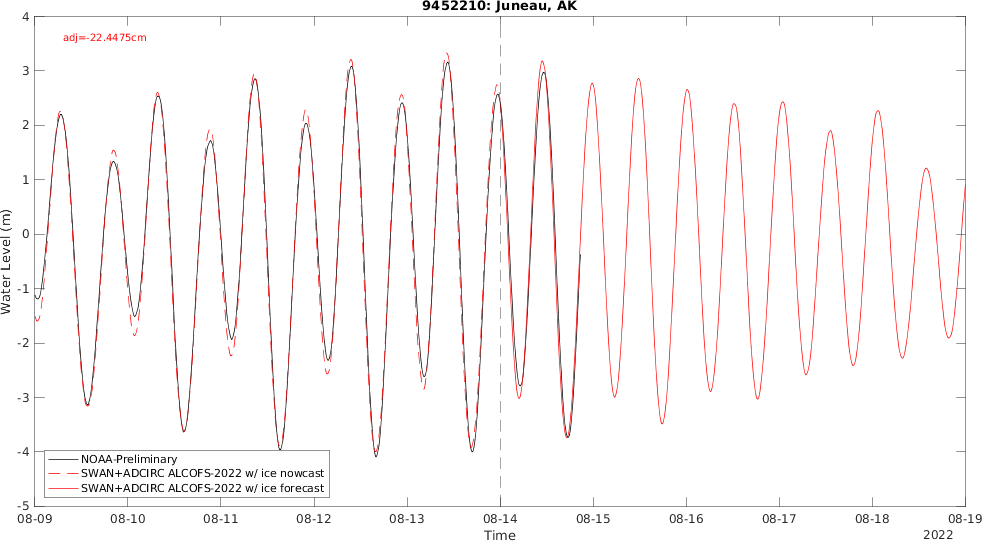 9452210: Juneau, AK
adj=-22.4475cm
Water Level (m)
4
3
2
1
0
-1
-2
-3
-4
-5
NOAA-Preliminary
SWAN+ADCIRC ALCOFS-2022 w/ ice nowcast
SWAN+ADCIRC ALCOFS-2022 w/ ice forecast
08-09 08-10 08-11 08-12 08-13 08-14 08-15 08-16 08-17 08-18 08-19
Time
2022